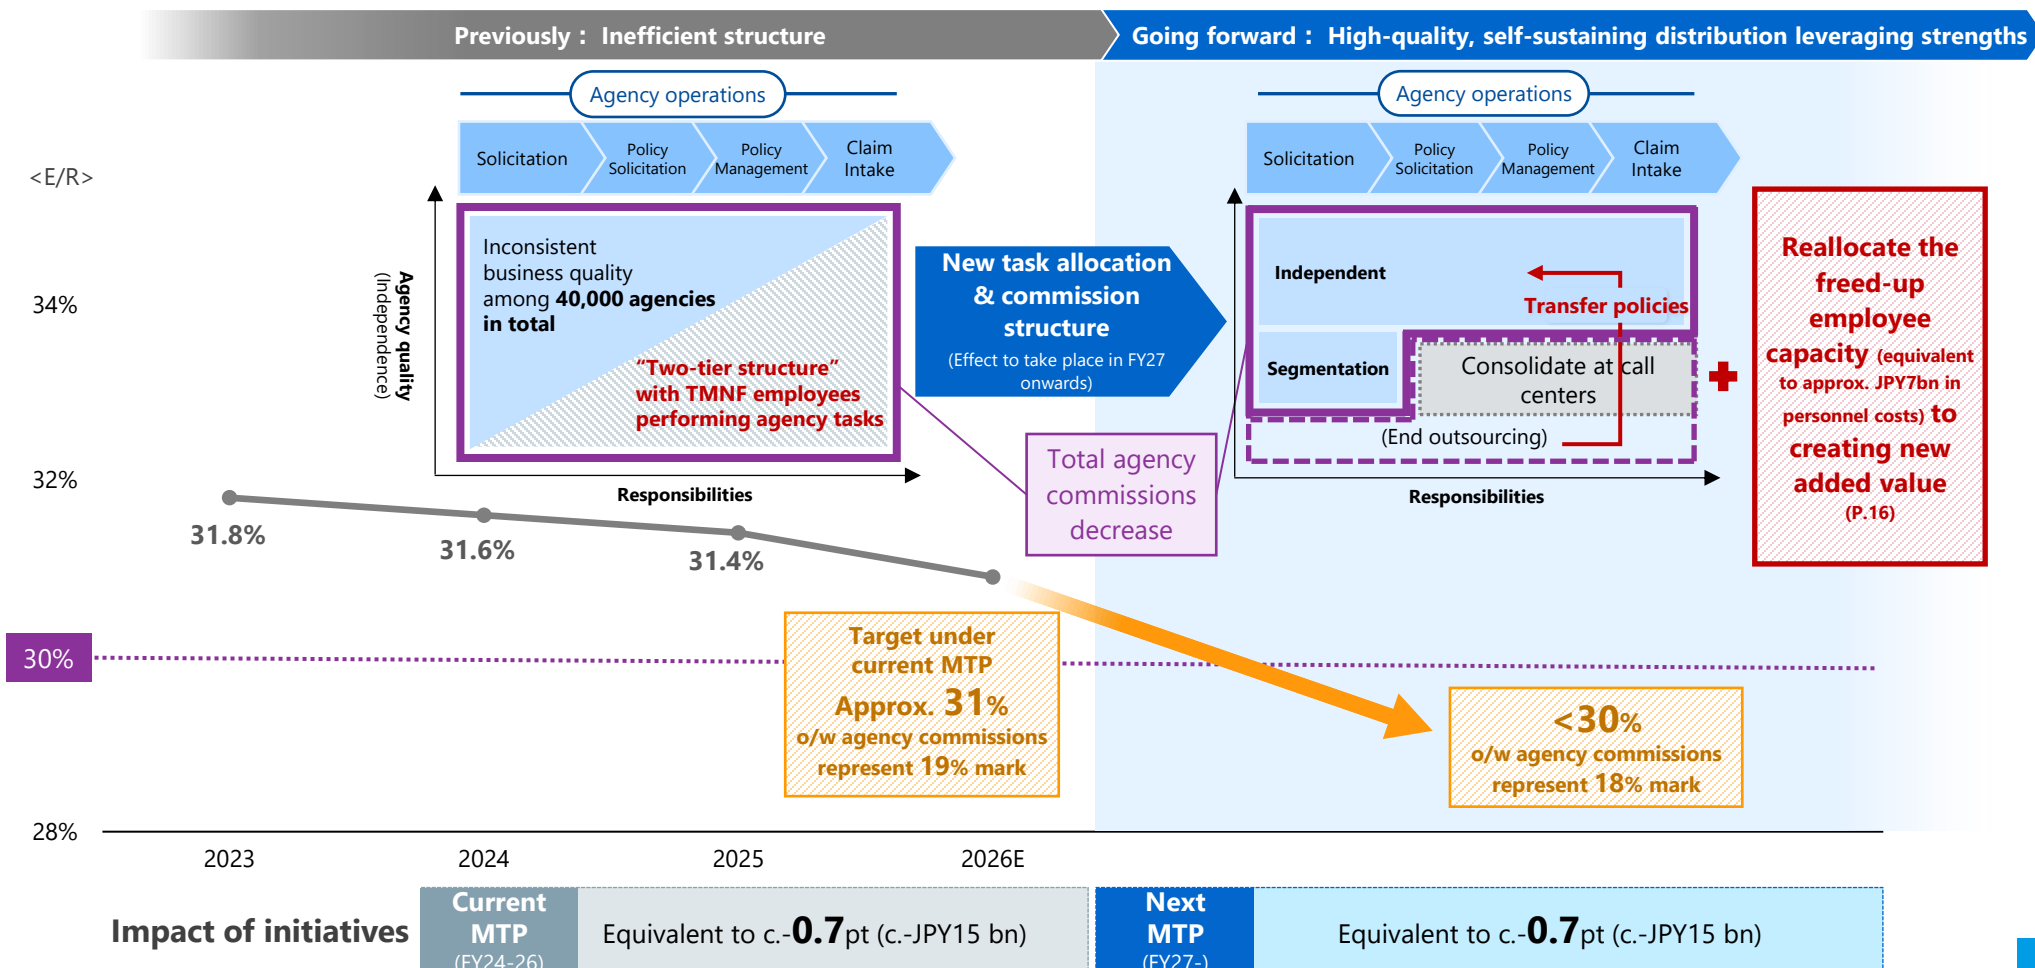 Previously： Inefficient structure
Going forward： High-quality, self-sustaining distribution leveraging strengths
Agency operations
Solicitation
Policy
Solicitation
Policy
Management
Claim
Intake
Agency operations
Solicitation
Policy
Solicitation
Policy
Management
Claim
Intake
<E/R>
34%
32%
30%
28%
Agency quality
(Independence)
Inconsistent
business quality
among 40,000 agencies
in total
“Two-tier structure”
with TMNF employees
performing agency tasks
Responsibilities
New task allocation
& commission
structure
(Effect to take place in FY27
onwards)
Independent
Transfer policies
Segmentation
Consolidate at call
centers
(End outsourcing)
Responsibilities
Reallocate the
freed-up
employee
capacity (equivalent
to approx. JPY7bn in
personnel costs) to
creating new
added value
(P.16)
Total agency
commissions
decrease
31.8%
31.6%
31.4%
Target under
current MTP
Approx. 31%
o/w agency commissions
represent 19% mark
<30%
o/w agency commissions
represent 18% mark
2023
2024
2025
2026E
Impact of initiatives
Current
MTP
(FY24-26)
Equivalent to c.-0.7pt (c.-JPY15 bn)
Next
MTP
(FY27-)
Equivalent to c.-0.7pt (c.-JPY15 bn)